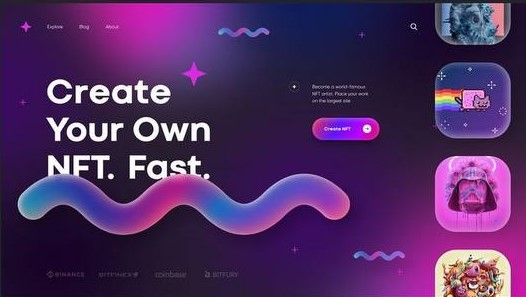 Explore Blog About
Create
Your Own
NFT. Fast.
Become a world-famous
NFT artist. Place your work
on the largest site
Create NFT
BINANCE BITFINEX coinbase BITFURY